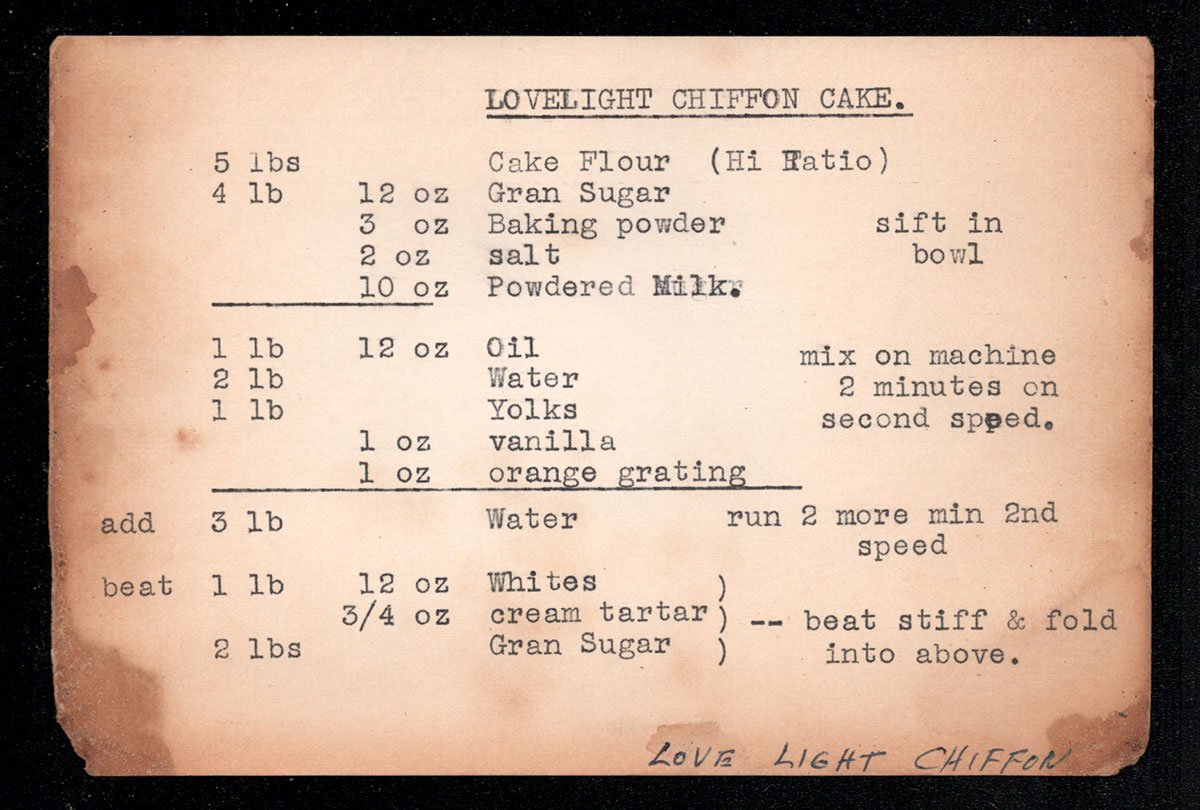 LOVELIGHT CHIFFON CAKE.
5 lbs Cake Flour (Hi Ratio)
4 lb 12 oz Gran Sugar
3 oz Baking powder sift in
2 oz salt bowl
10 oz Powdered Milk.
1 lb 12 oz Oil mix on machine
2 lb Water 2 minutes on
1 lb Yolks second speed.
1 oz vanilla
1 oz orange grating
add 3 lb Water run 2 more min 2nd
speed
beat 1 lb 12 oz Whites )
3/4 oz cream tartar ) -- beat stiff & fold
2 lbs Gran Sugar ) into above.
LOVE LIGHT CHIFFON